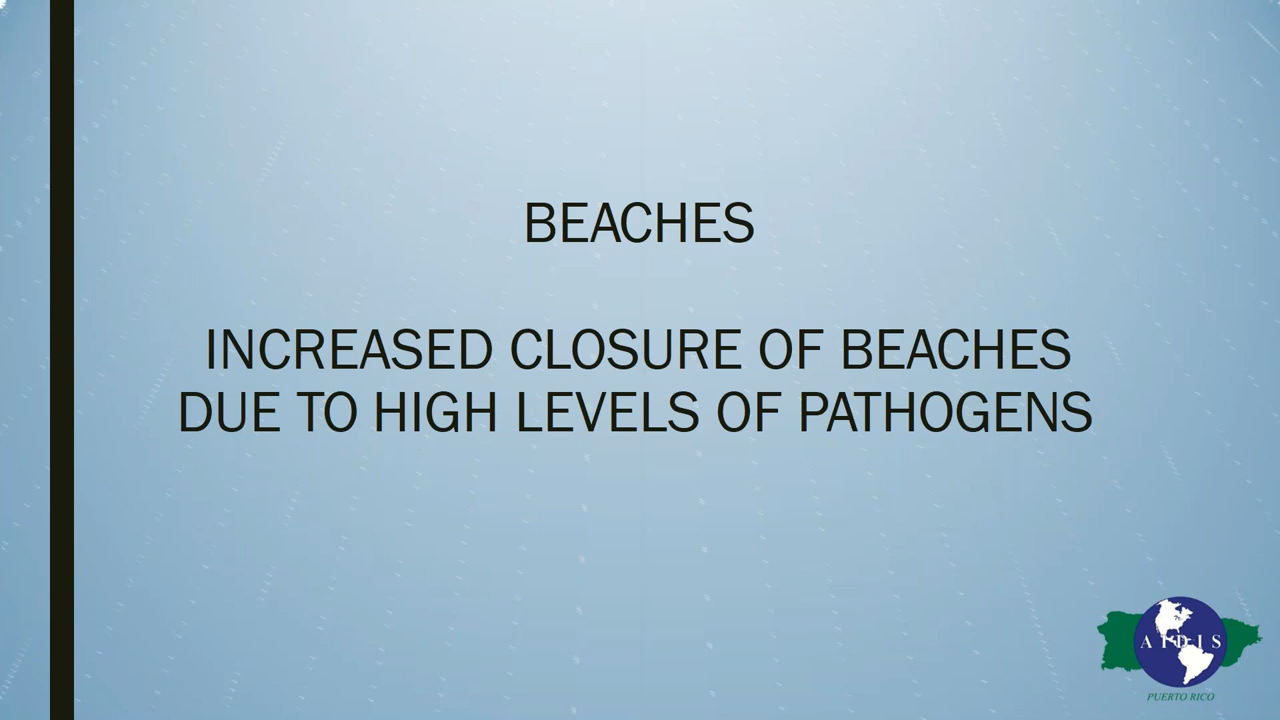 BEACHES
INCREASED CLOSURE OF BEACHES
DUE TO HIGH LEVELS OF PATHOGENS
AIDIS
PUERTO RICO